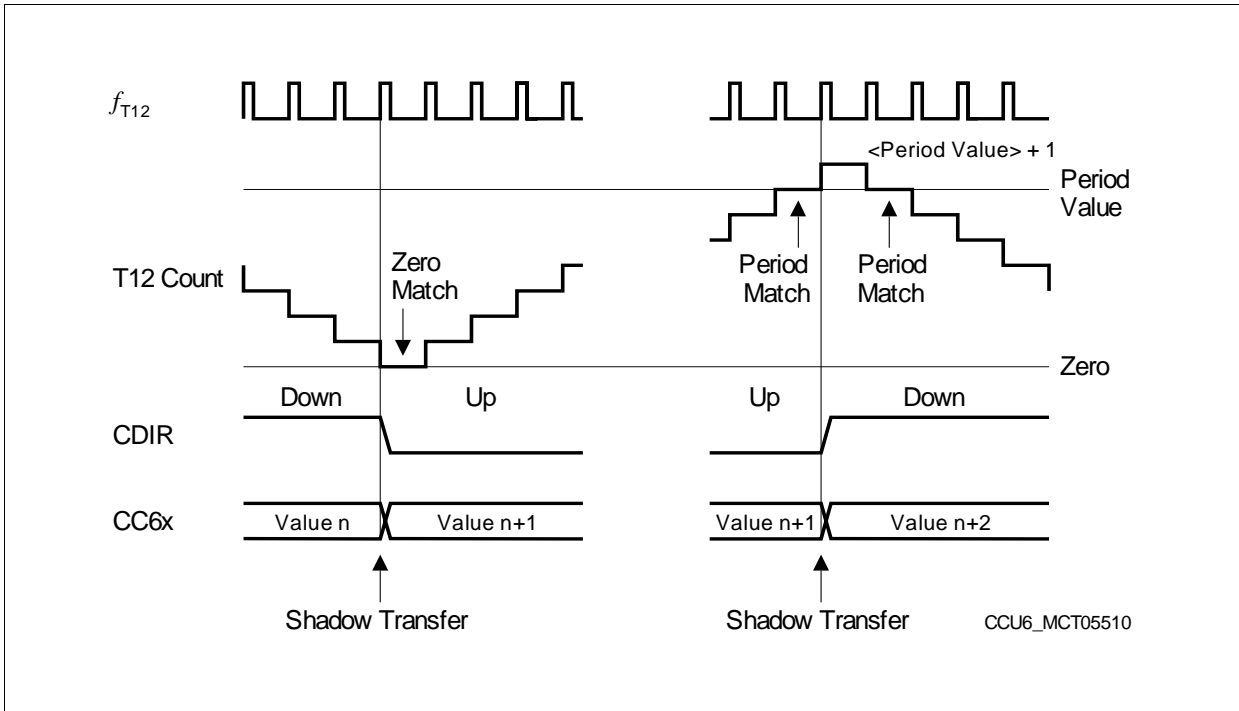 fT12
<Period Value> + 1
Period
Value
Period
Match
Period
Match
T12 Count
Zero
Match
Zero
Down
Up
Up
Down
CDIR
CC6x
Value n
Value n+1
Value n+1
Value n+2
Shadow Transfer
Shadow Transfer
CCU6_MCT05510